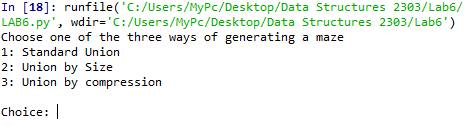 In [18]: runfile('C:/Users/MyPc/Desktop/Data Structures 2303/Lab6/
LAB6.py', wdir='C:/Users/MyPc/Desktop/Data Structures 2303/Lab6')
Choose one of the three ways of generating a maze
1: Standard Union
2: Union by Size
3: Union by compression
Choice: